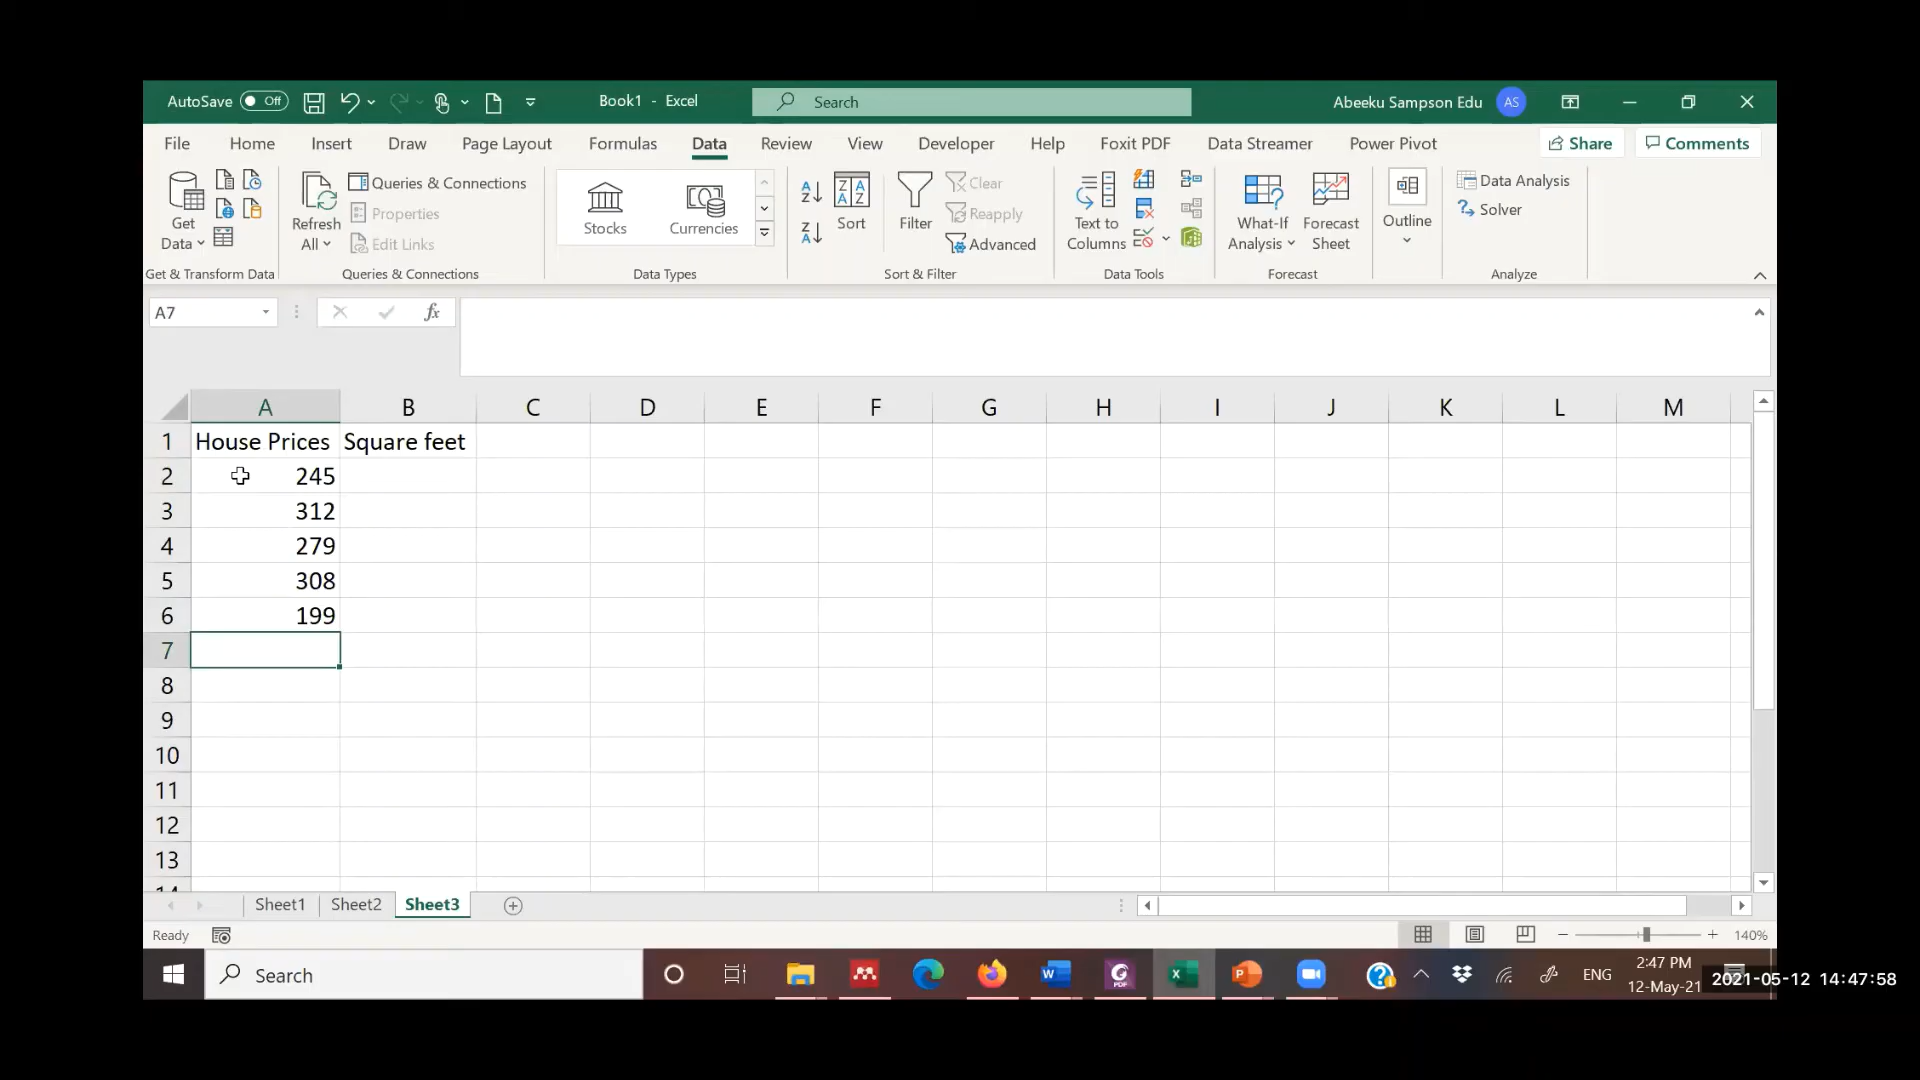 AutoSave Off Book1 - Excel Search Abeeku Sampson Edu AS
File Home Insert Draw Page Layout Formulas Data Review View Developer Help Foxit PDF Data Streamer Power Pivot Share Comments
Get Data
Refresh All
Queries & Connections
Properties
Edit Links
Stocks
Currencies
Sort
Filter
Clear
Reapply
Advanced
Text to Columns
What-If Analysis
Forecast Sheet
Outline
Data Analysis
Solver
Get & Transform Data Queries & Connections Data Types Sort & Filter Data Tools Forecast Analyze
A7 fx
A B C D E F G H I J K L M
1 House Prices Square feet
2 245
3 312
4 279
5 308
6 199
7
8
9
10
11
12
13
14
Sheet1 Sheet2 Sheet3
Ready 140%
Search ENG 2:47 PM
12-May-21 2021-05-12 14:47:58